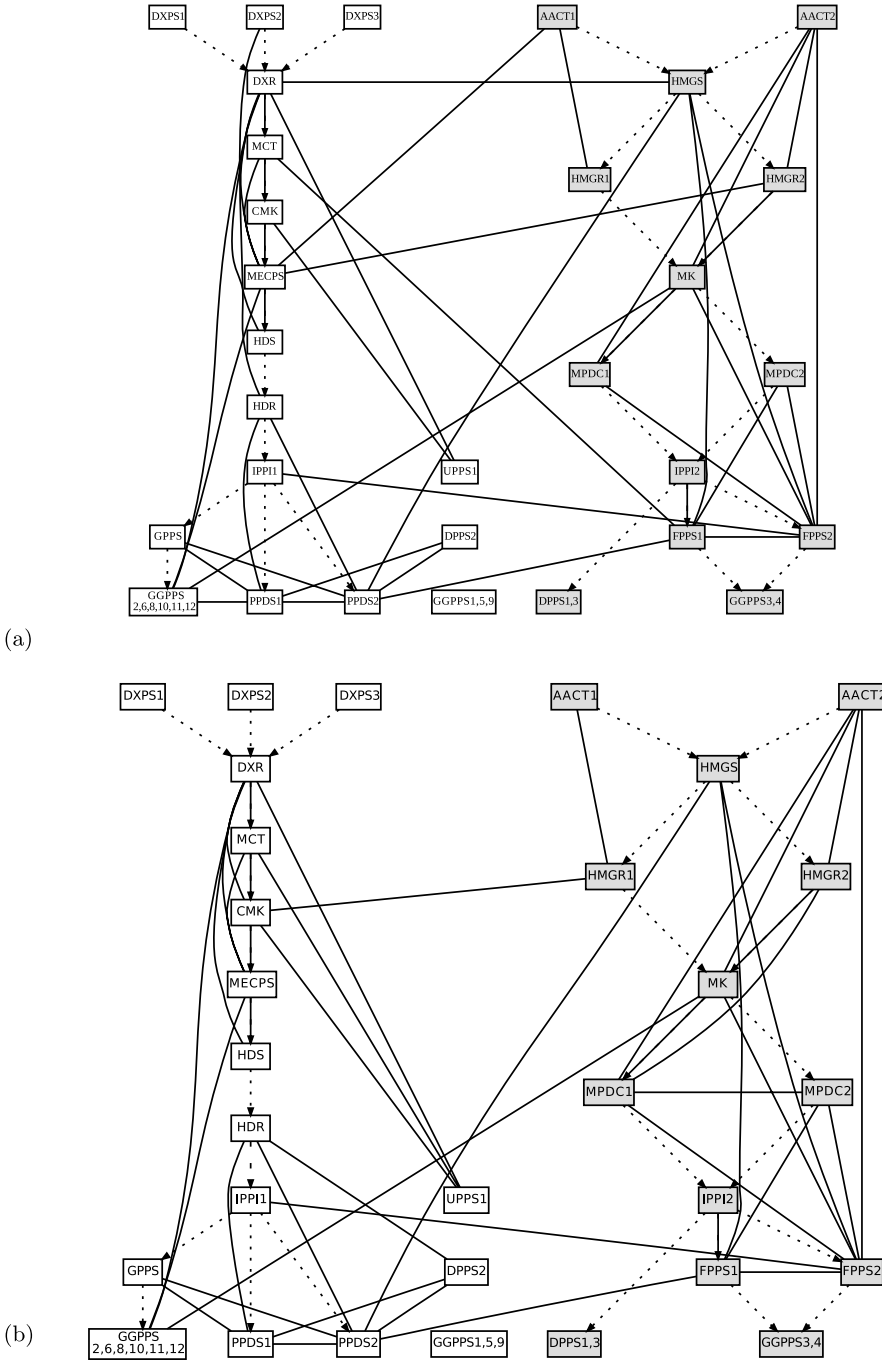 DXPS1 DXPS2 DXPS3 AACT1 AACT2
DXR HMGS
MCT
HMGR1 HMGR2
CMK
MECPS MK
HDS
MPDC1 MPDC2
HDR
IPPI1 UPPS1 IPPI2
GPPS DPPS2 FPPS1 FPPS2
GGPPS
2,6,8,10,11,12 PPDS1 PPDS2 GGPPS1,5,9 DPPS1,3 GGPPS3,4
(a)
DXPS1 DXPS2 DXPS3 AACT1 AACT2
DXR HMGS
MCT
HMGR1 HMGR2
CMK
MECPS MK
HDS
MPDC1 MPDC2
HDR
IPPI1 UPPS1 IPPI2
GPPS DPPS2 FPPS1 FPPS2
(b)
GGPPS
2,6,8,10,11,12 PPDS1 PPDS2 GGPPS1,5,9 DPPS1,3 GGPPS3,4